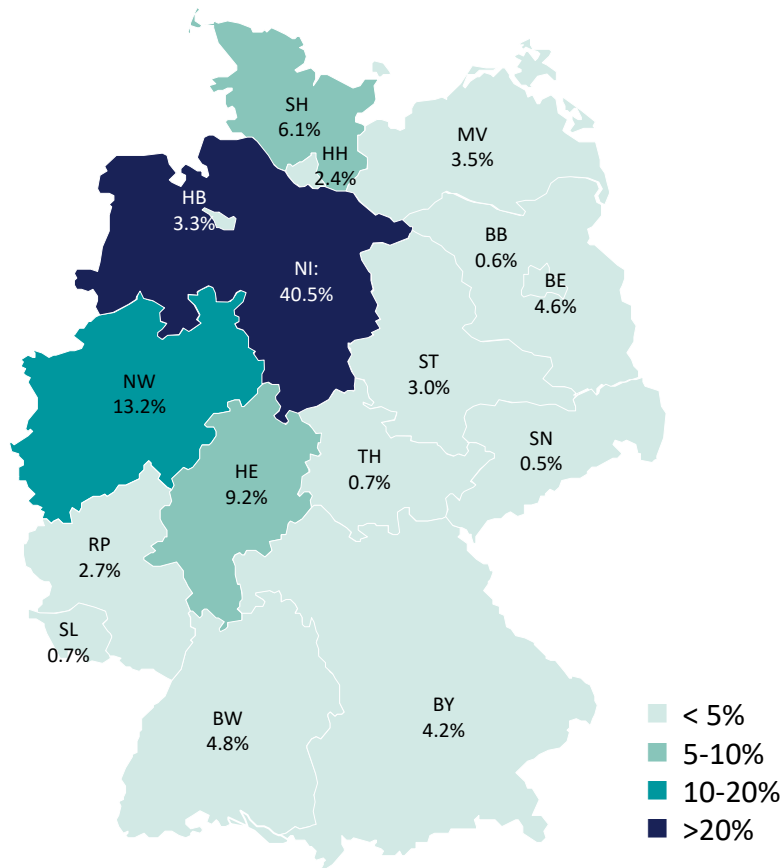 SH
6.1%
HH
2.4%
MV
3.5%
HB
3.3%
NI:
40.5%
BB
0.6%
BE
4.6%
NW
13.2%
ST
3.0%
SN
0.5%
HE
9.2%
TH
0.7%
RP
2.7%
SL
0.7%
BW
4.8%
BY
4.2%
< 5%
5-10%
10-20%
>20%